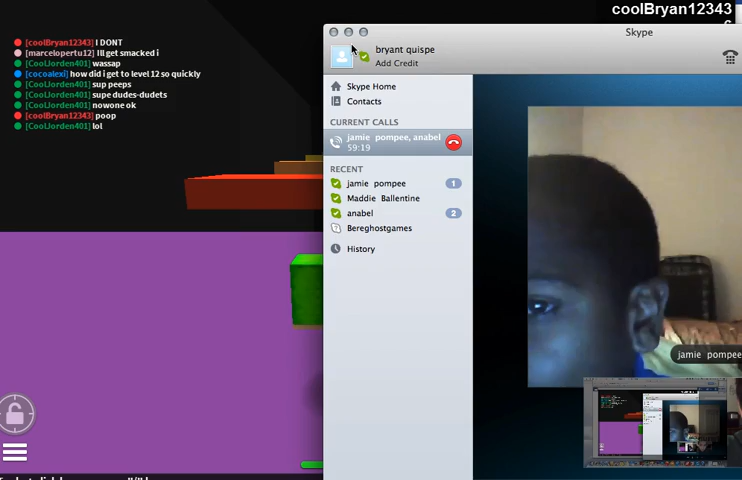 coolBryan12343
[coolBryan12343] I DONT
[marcelopertu12] Ill get smacked i
[CoolJorden401] wassap
[cocoalexi] how did i get to level 12 so quickly
[CoolJorden401] sup peeps
[CoolJorden401] supe dudes-dudets
[CoolJorden401] nowone ok
[coolBryan12343] poop
[CoolJorden401] lol
Skype
bryant quispe
Add Credit
Skype Home
Contacts
CURRENT CALLS
jamie pompee, anabel
59:19
RECENT
jamie pompee 1
Maddie Ballentine
anabel 2
Bereghostgames
History
jamie pompee